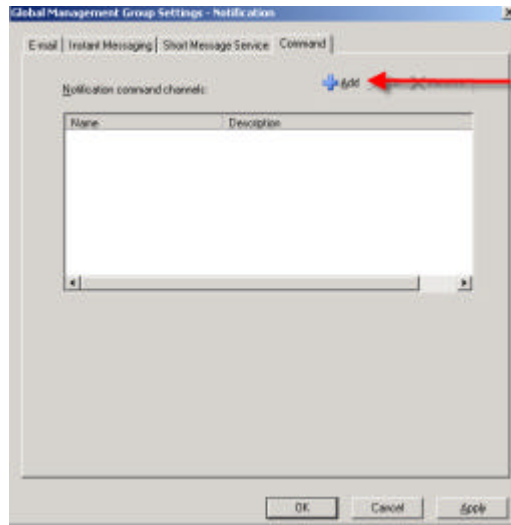 Global Management Group Settings - Notification
E-mail Instant Messaging Short Message Service Command
Notification command channels: Add
Name Description
OK Cancel Apply